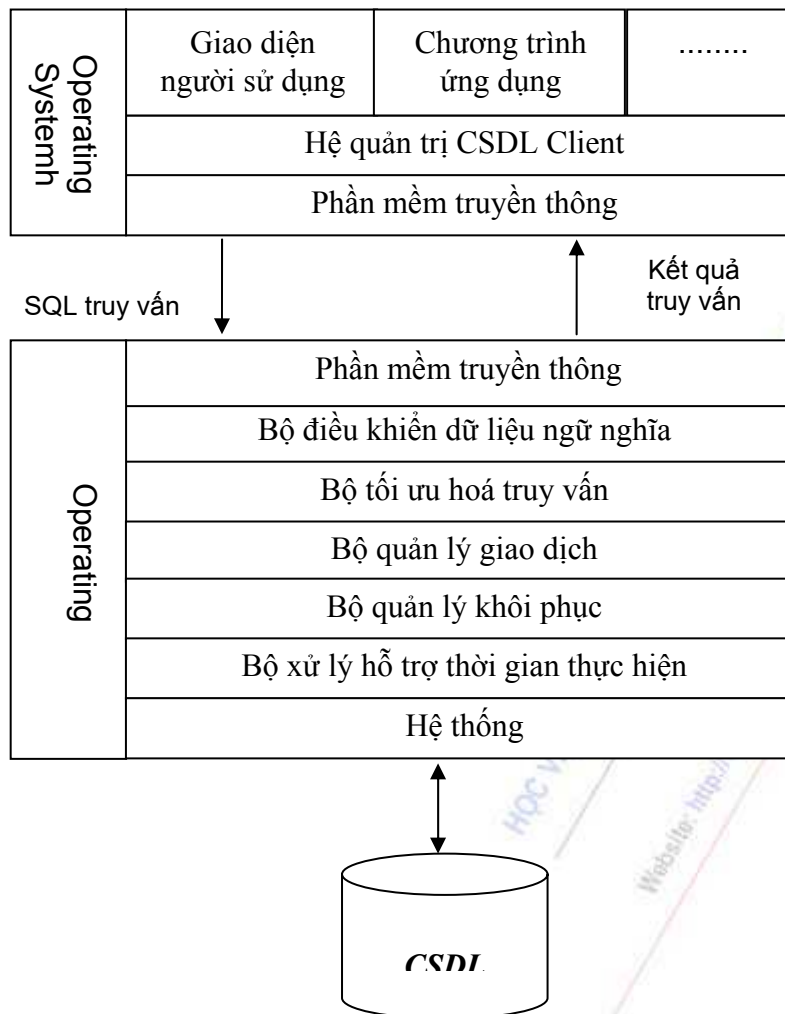 Operating
Systemh
Giao diện
người sử dụng
Chương trình
ứng dụng
........
Hệ quản trị CSDL Client
Phần mềm truyền thông
SQL truy vấn
Kết quả
truy vấn
Operating
Phần mềm truyền thông
Bộ điều khiển dữ liệu ngữ nghĩa
Bộ tối ưu hoá truy vấn
Bộ quản lý giao dịch
Bộ quản lý khôi phục
Bộ xử lý hỗ trợ thời gian thực hiện
Hệ thống
HỌC
Website: http://
CSDL